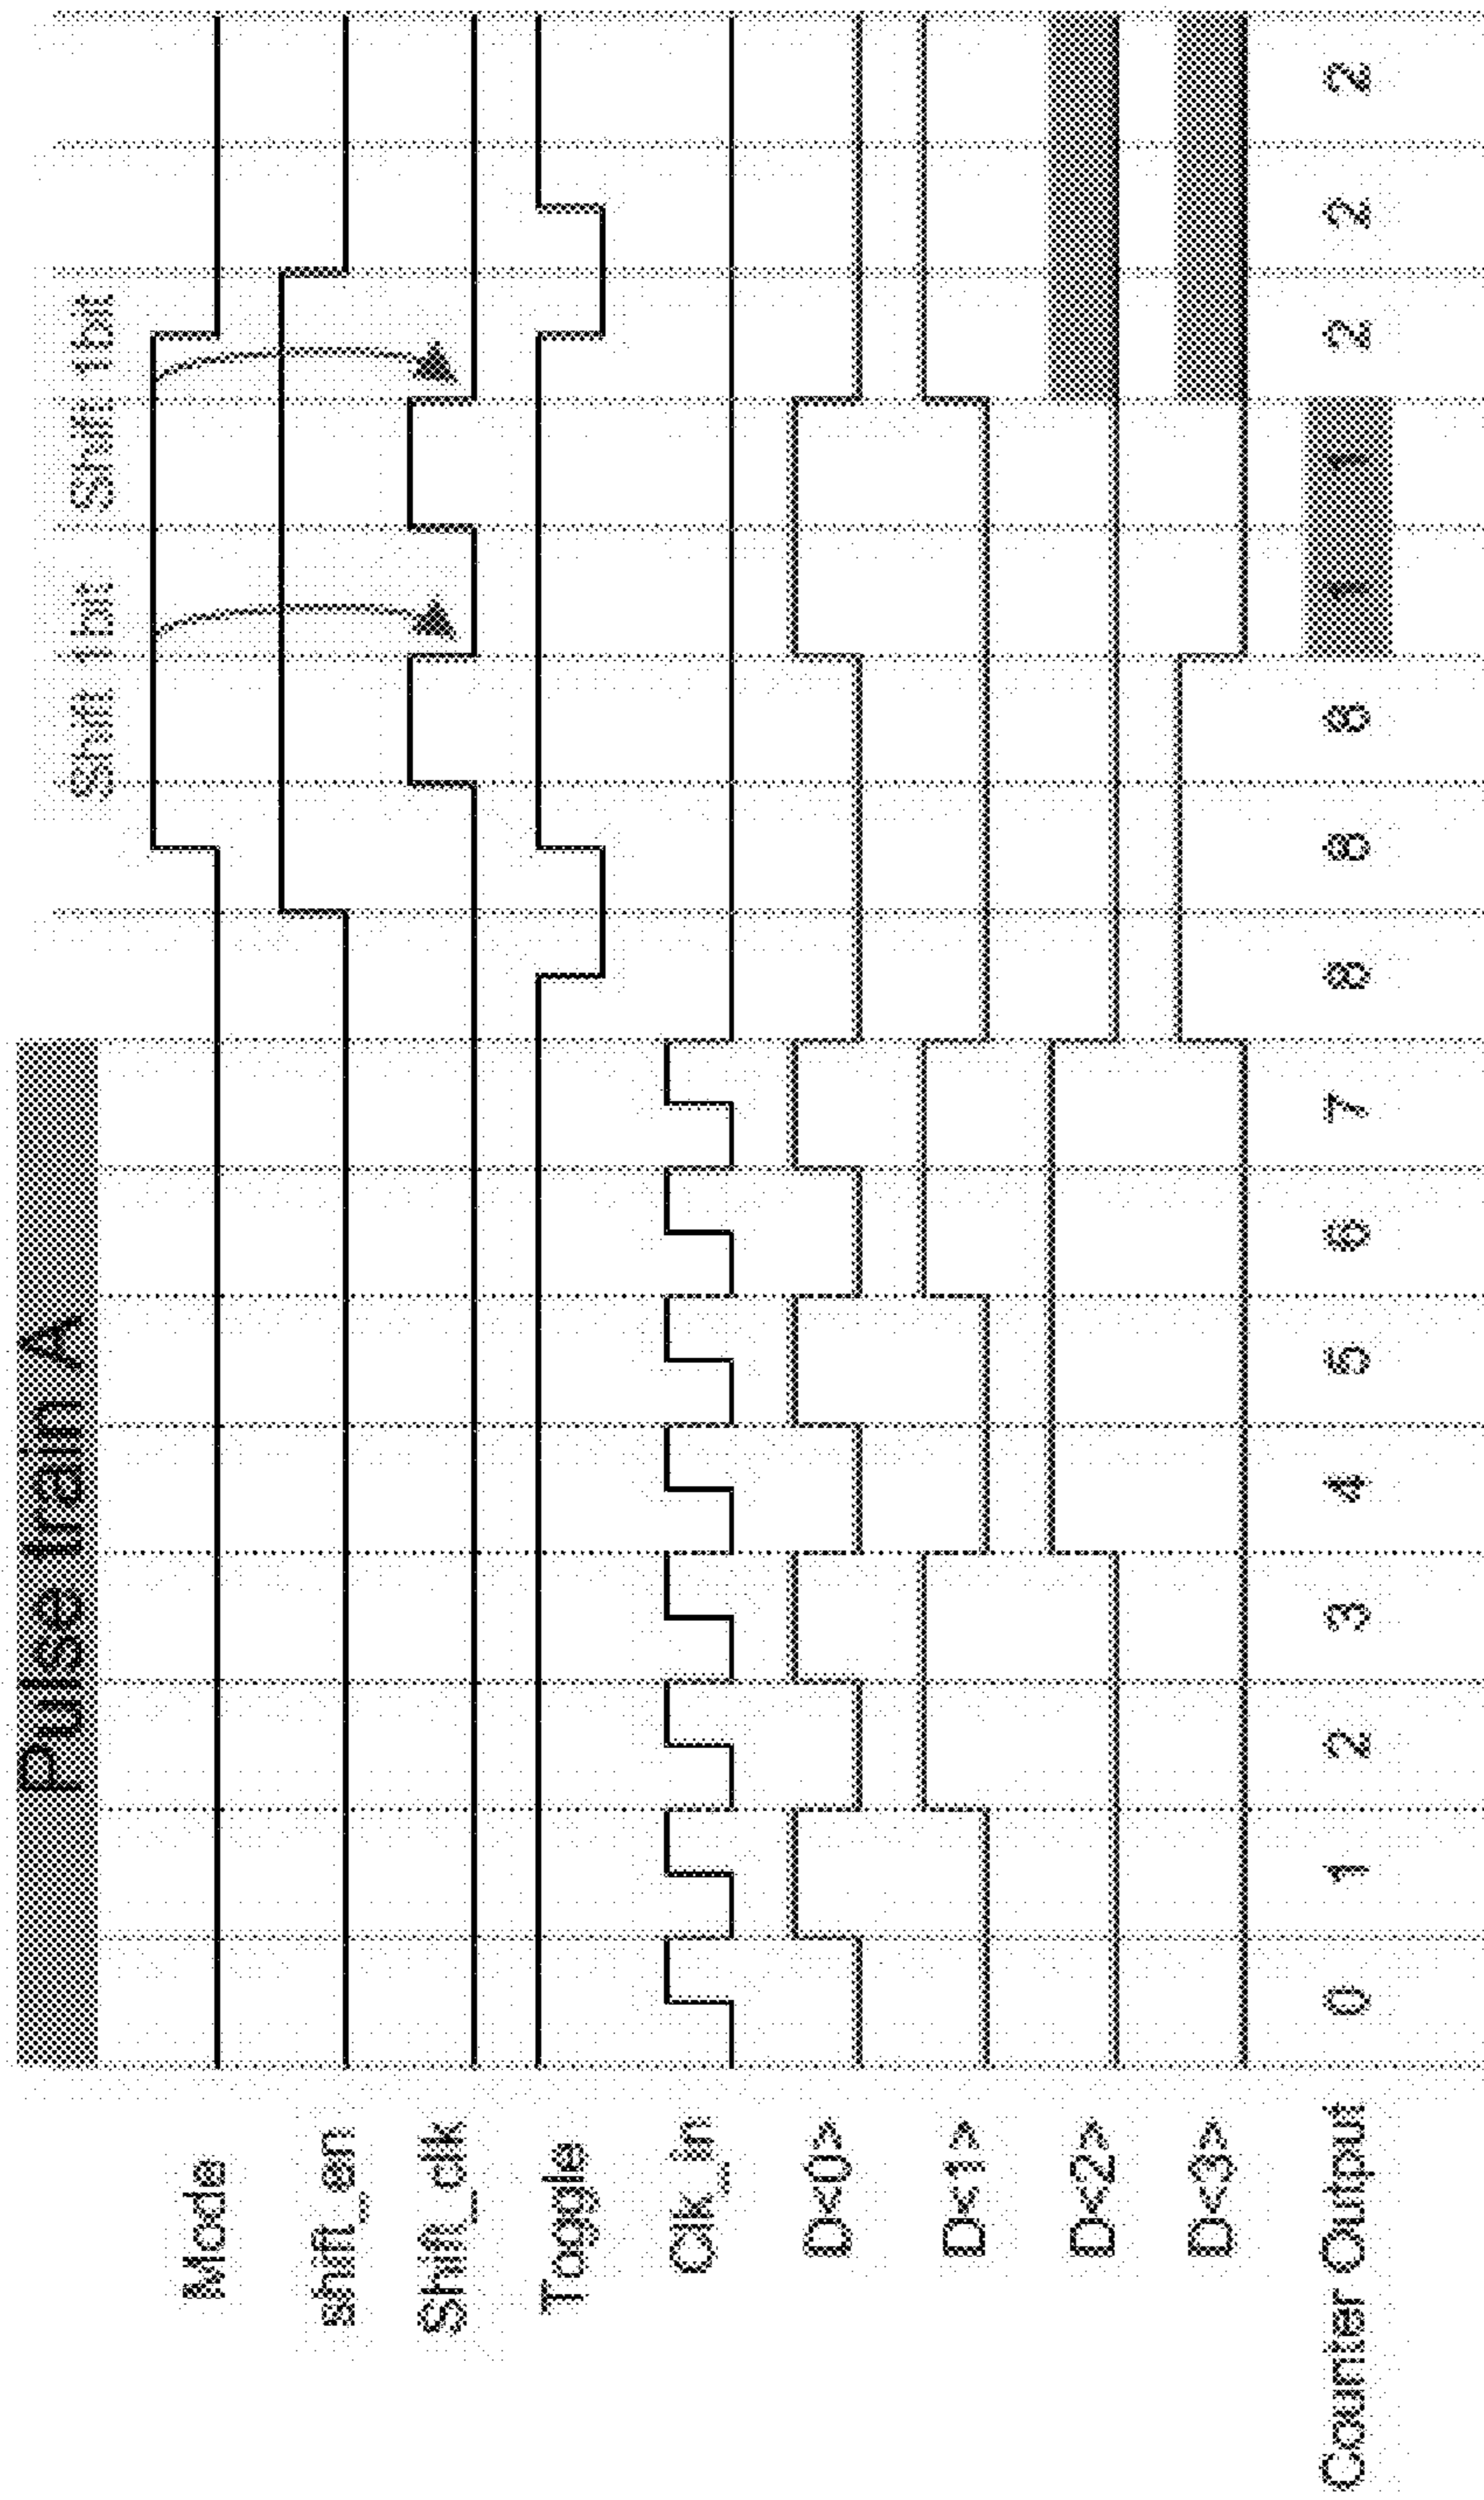 Pulse train A
Shift 1bit Shift 1bit
Mode
shift_en
Shift_clk
Toggle
Clk_in
D<0>
D<1>
D<2>
D<3>
Counter Output 0 1 2 3 4 5 6 7 8 8 8 1 1 2 2 2